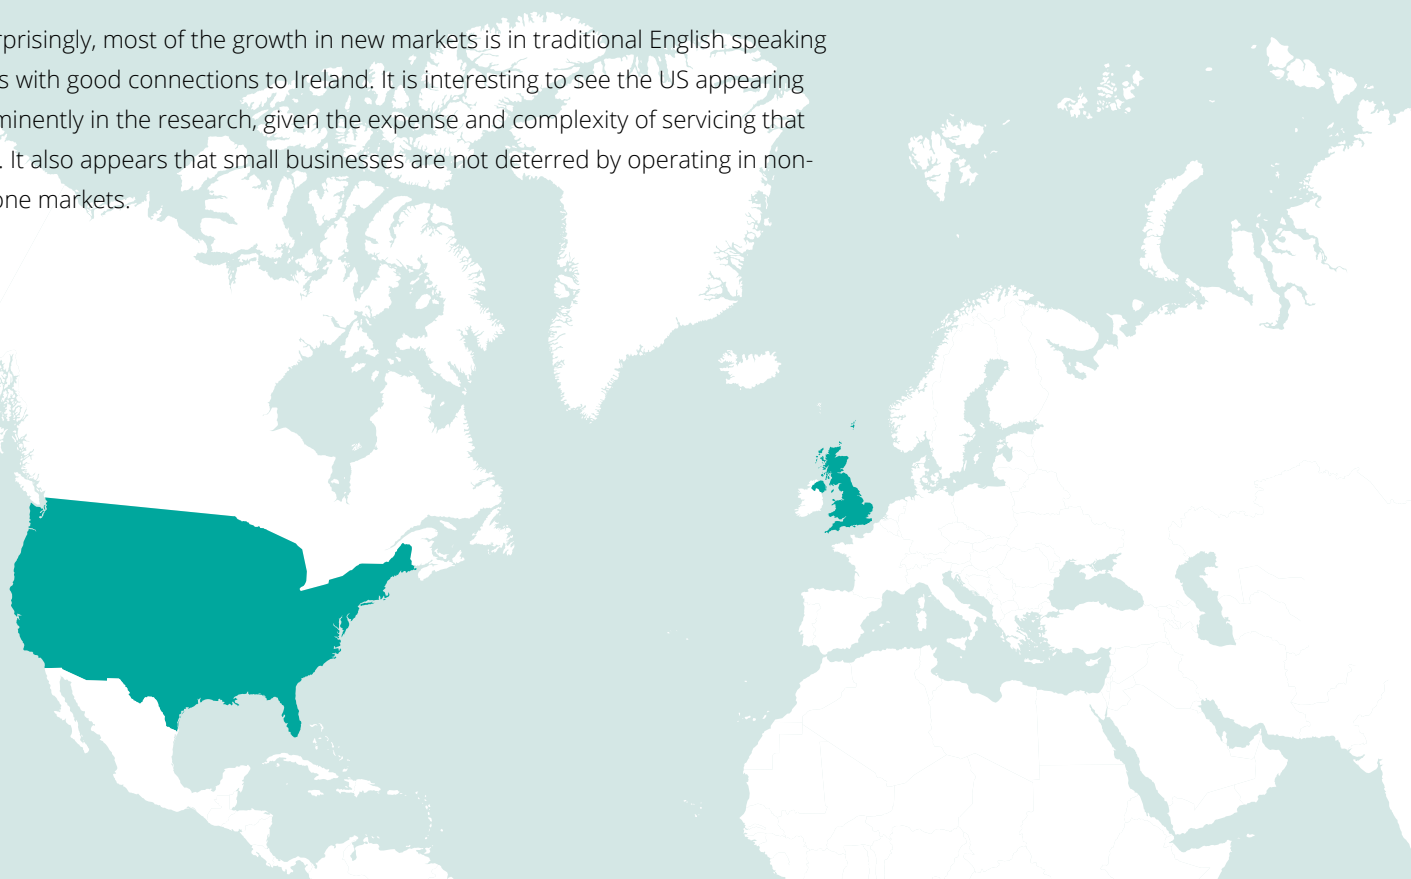 rprisingly, most of the growth in new markets is in traditional English speaking
s with good connections to Ireland. It is interesting to see the US appearing
minently in the research, given the expense and complexity of servicing that
. It also appears that small businesses are not deterred by operating in non-
one markets.